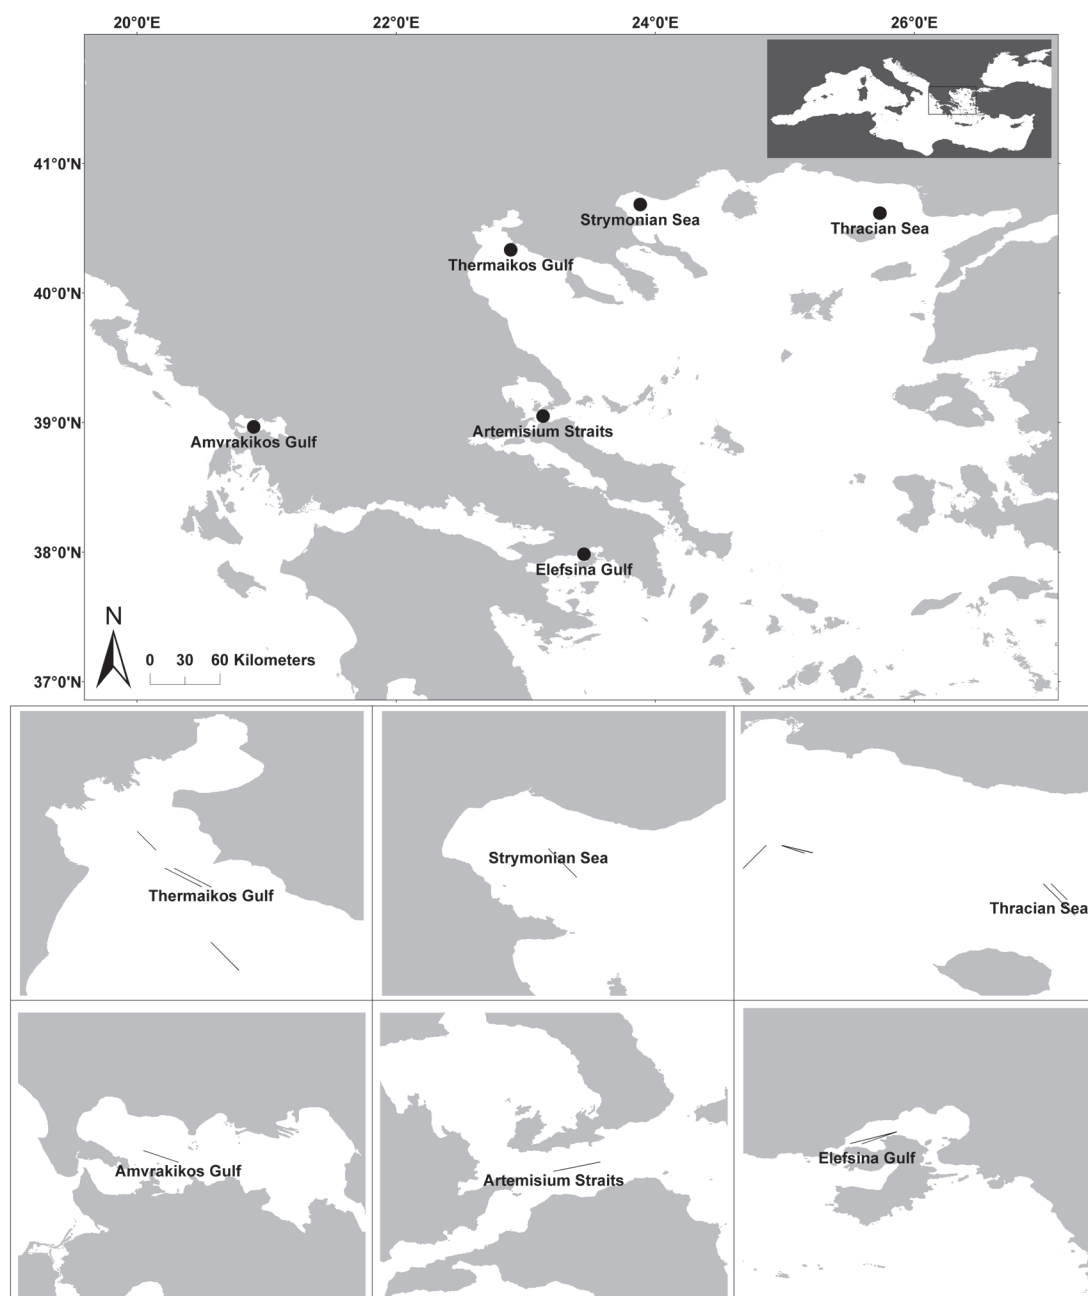 20°0'E 22°0'E 24°0'E 26°0'E
41°0'N
Strymonian Sea
Thracian Sea
Thermaikos Gulf
40°0'N
39°0'N
Artemisium Straits
Amvrakikos Gulf
38°0'N
Elefsina Gulf
N
0 30 60 Kilometers
37°0'N
Thermaikos Gulf
Strymonian Sea
Thracian Sea
Amvrakikos Gulf
Artemisium Straits
Elefsina Gulf